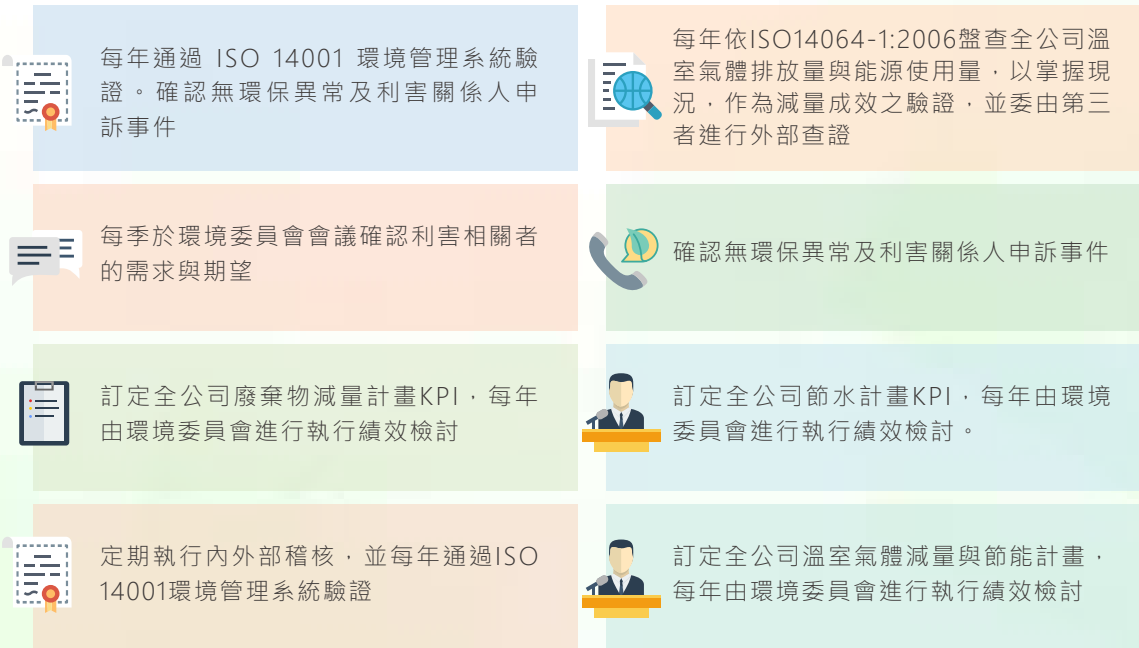 每年通過 ISO 14001 環境管理系統驗
證。確認無環保異常及利害關係人申
訴事件
每年依ISO14064-1:2006盤查全公司溫
室氣體排放量與能源使用量，以掌握現
況，作為減量成效之驗證，並委由第三
者進行外部查證
每季於環境委員會會議確認利害相關者
的需求與期望
確認無環保異常及利害關係人申訴事件
訂定全公司廢棄物減量計畫KPI，每年
由環境委員會進行執行績效檢討
訂定全公司節水計畫KPI，每年由環境
委員會進行執行績效檢討。
定期執行內外部稽核，並每年通過ISO
14001環境管理系統驗證
訂定全公司溫室氣體減量與節能計畫，
每年由環境委員會進行執行績效檢討